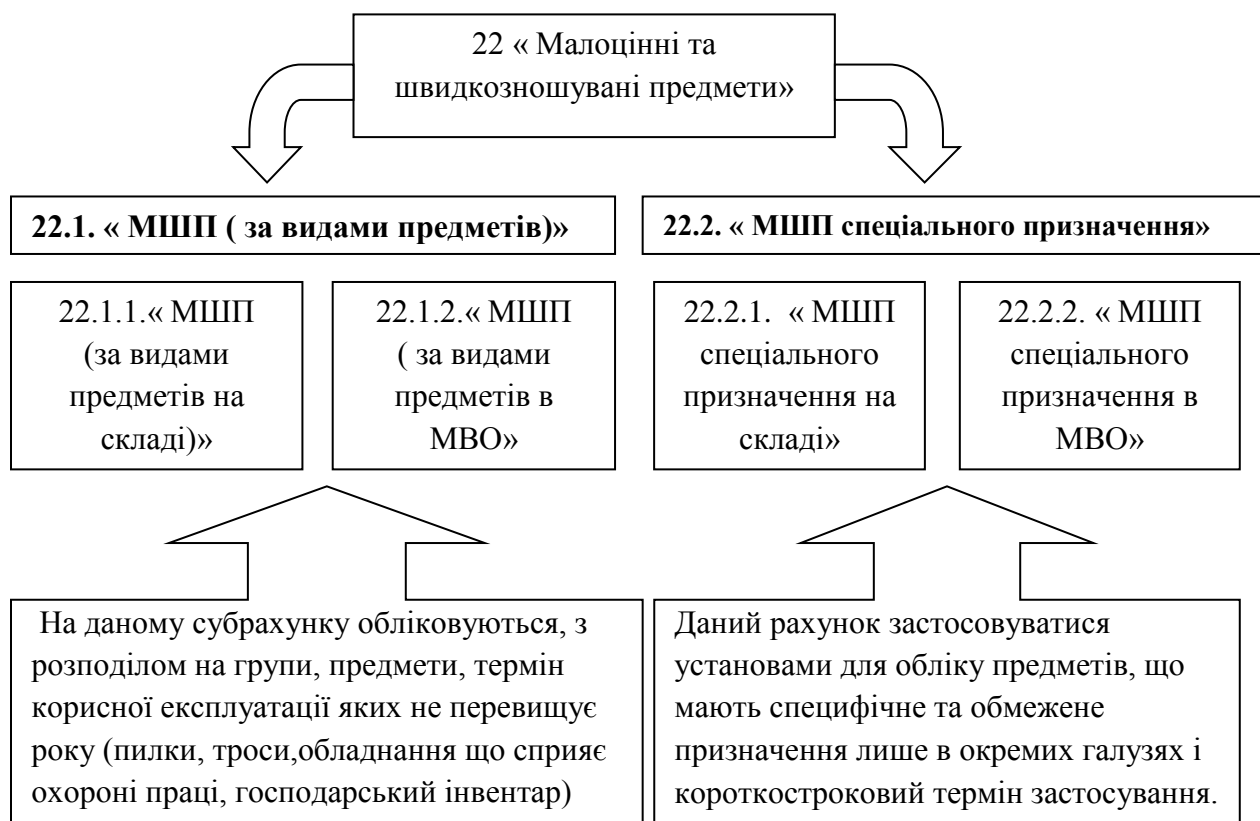 22 « Малоцінні та
швидкозношувані предмети»
22.1. « МШП ( за видами предметів)»
22.2. « МШП спеціального призначення»
22.1.1.« МШП
(за видами
предметів на
складі)»
22.1.2.« МШП
( за видами
предметів в
МВО»
22.2.1. « МШП
спеціального
призначення на
складі»
22.2.2. « МШП
спеціального
призначення в
МВО»
На даному субрахунку обліковуються, з
розподілом на групи, предмети, термін
корисної експлуатації яких не перевищує
року (пилки, троси,обладнання що сприяє
охороні праці, господарський інвентар)
Даний рахунок застосовуватися
установами для обліку предметів, що
мають специфічне та обмежене
призначення лише в окремих галузях і
короткостроковий термін застосування.